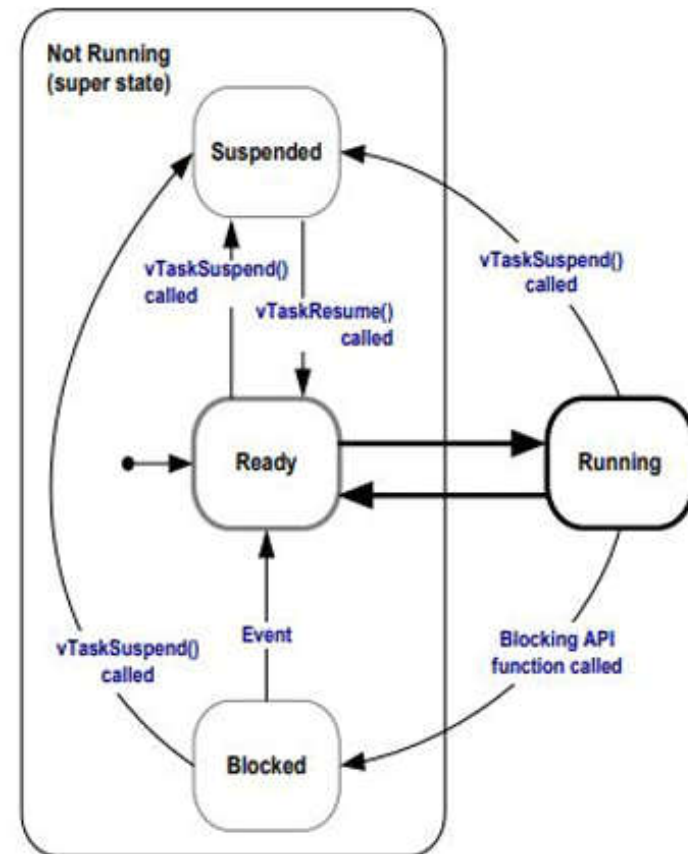 Not Running
(super state)
Suspended
vTaskSuspend()
called
vTaskResume()
called
vTaskSuspend()
called
Ready
Running
Event
vTaskSuspend()
called
Blocking API
function called
Blocked